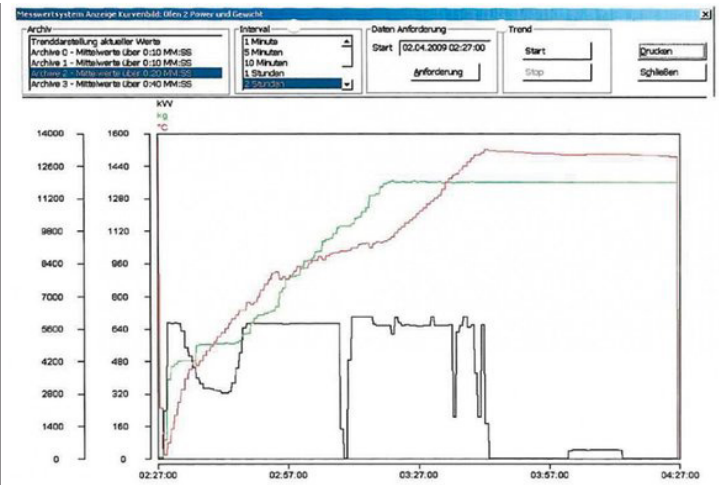 Messwertsystem Anzeige Kurvenbild: Ofen 2 Power und Gewicht
Archiv
Trenddarstellung aktueller Werte
Archive 0 - Mittelwerte über 0:10 MM:SS
Archive 1 - Mittelwerte über 0:10 MM:SS
Archive 2 - Mittelwerte über 0:20 MM:SS
Archive 3 - Mittelwerte über 0:40 MM:SS
Interval
1 Minute
5 Minuten
10 Minuten
1 Stunden
2 Stunden
Daten Anforderung
Start 02.04.2009 02:27:00
Anforderung
Trend
Start
Stop
Drucken
Schließen
kW
kg
°C
14000 1600
12600 1440
11200 1280
9800 1120
8400 960
7000 800
5600 640
4200 480
2800 320
1400 160
0 0
02:27:00 02:57:00 03:27:00 03:57:00 04:27:00